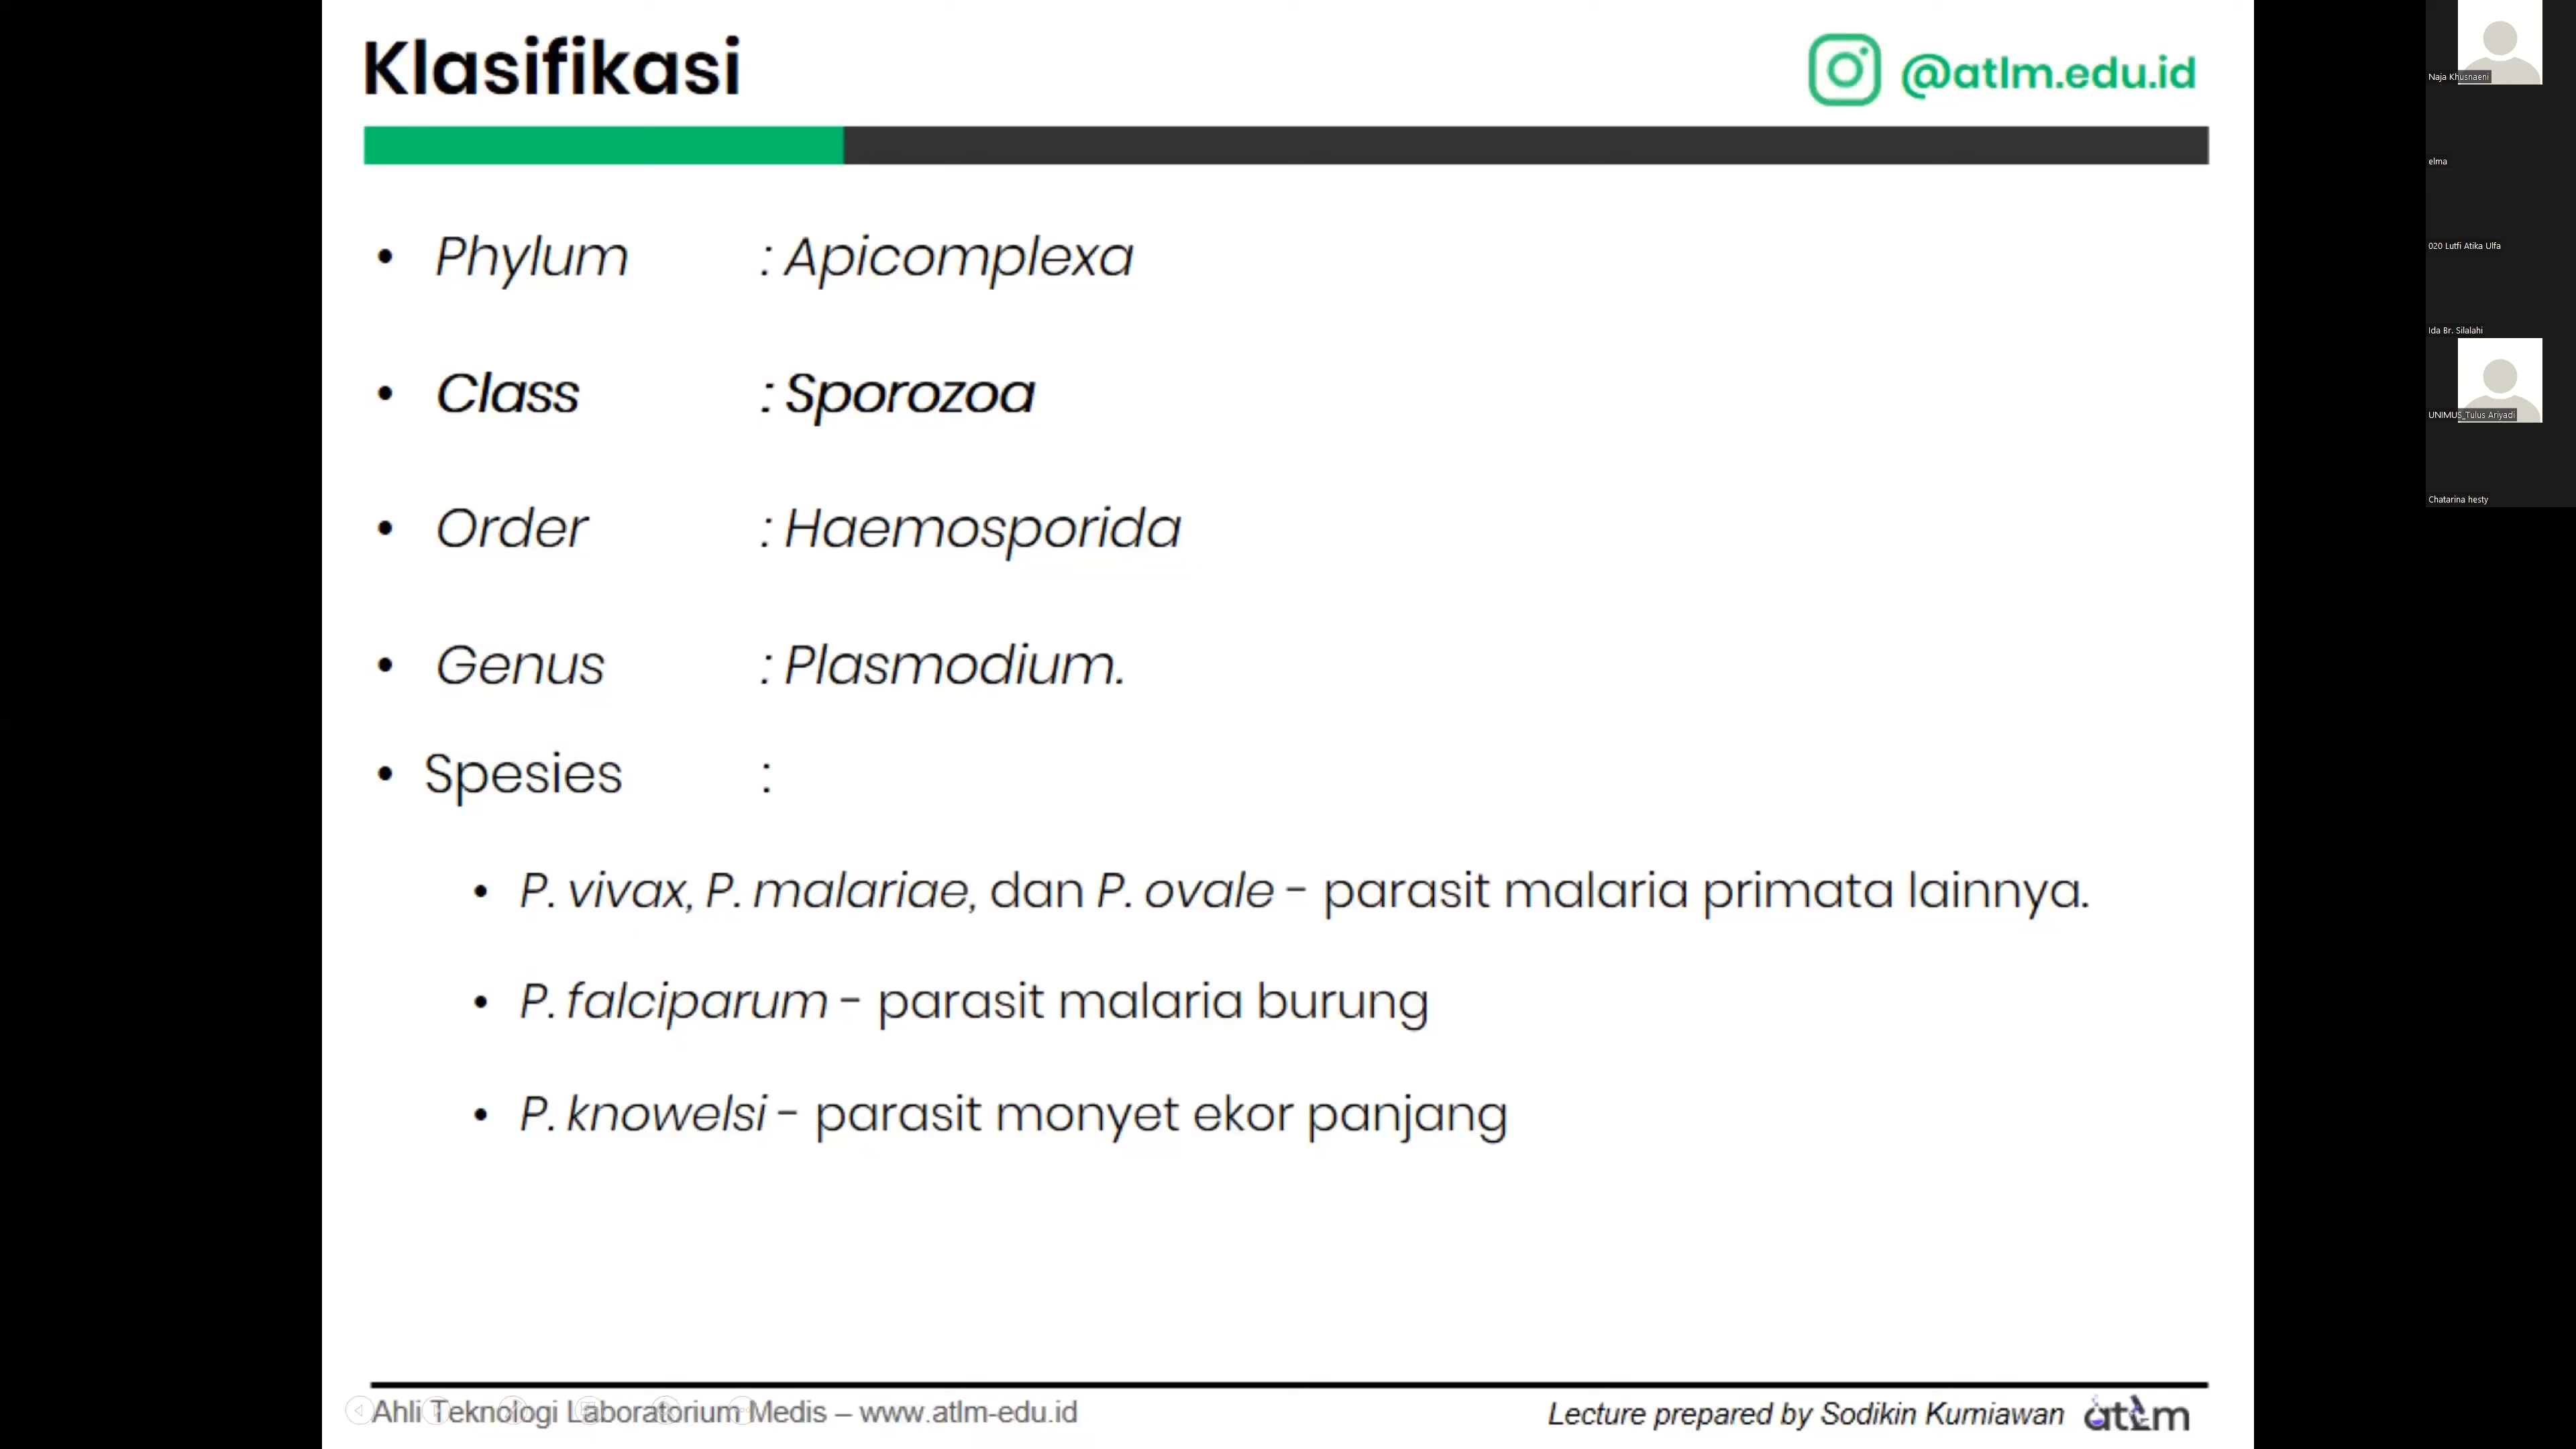 Klasifikasi
@atlm.edu.id
• Phylum : Apicomplexa
• Class : Sporozoa
• Order : Haemosporida
• Genus : Plasmodium.
• Spesies :
• P. vivax, P. malariae, dan P. ovale - parasit malaria primata lainnya.
• P. falciparum - parasit malaria burung
• P. knowelsi - parasit monyet ekor panjang
Ahli Teknologi Laboratorium Medis – www.atlm-edu.id
Lecture prepared by Sodikin Kurniawan
atlm
Naja Khusnaeni
elma
020 Lutfi Atika Ulfa
Ida Br. Silalahi
UNIMUS_Tulus Ariyadi
Chatarina hesty